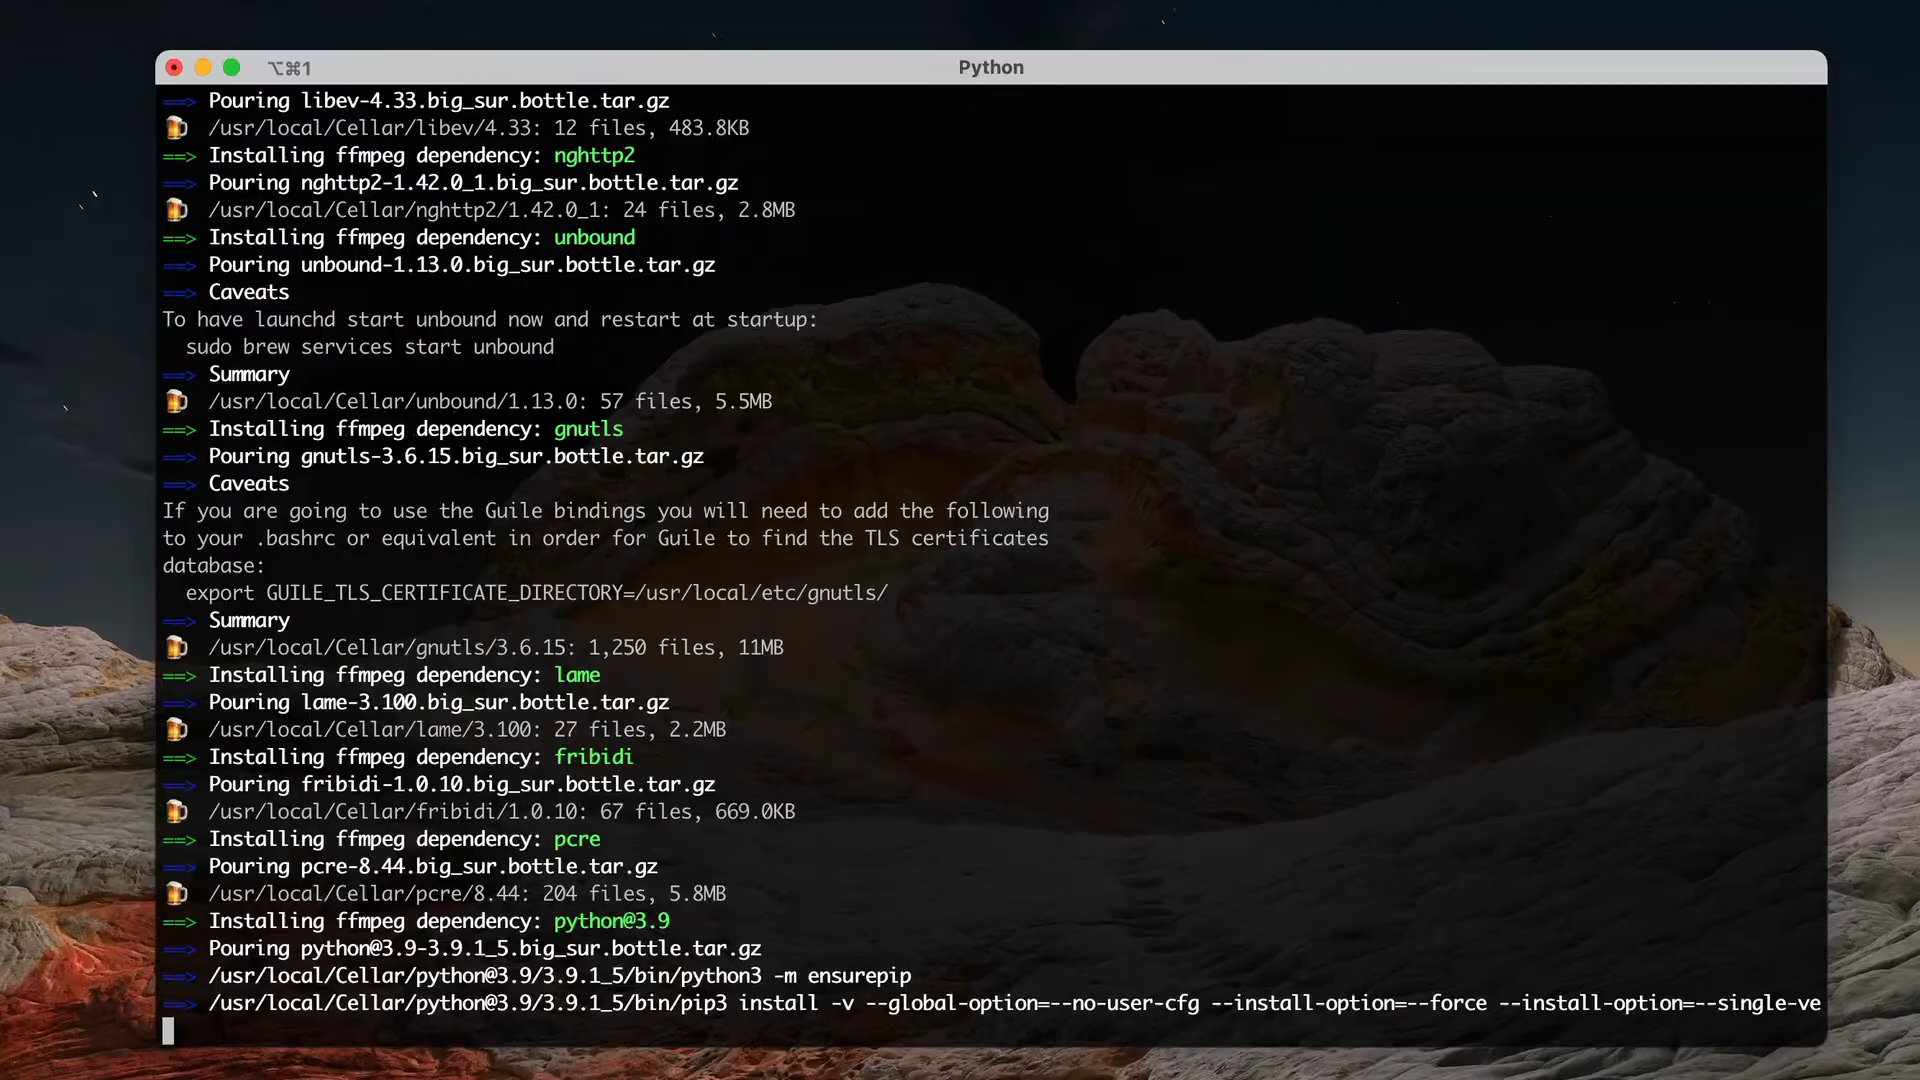 ⌥⌘1
Python
==> Pouring libev-4.33.big_sur.bottle.tar.gz
🍺 /usr/local/Cellar/libev/4.33: 12 files, 483.8KB
==> Installing ffmpeg dependency: nghttp2
==> Pouring nghttp2-1.42.0_1.big_sur.bottle.tar.gz
🍺 /usr/local/Cellar/nghttp2/1.42.0_1: 24 files, 2.8MB
==> Installing ffmpeg dependency: unbound
==> Pouring unbound-1.13.0.big_sur.bottle.tar.gz
==> Caveats
To have launchd start unbound now and restart at startup:
sudo brew services start unbound
==> Summary
🍺 /usr/local/Cellar/unbound/1.13.0: 57 files, 5.5MB
==> Installing ffmpeg dependency: gnutls
==> Pouring gnutls-3.6.15.big_sur.bottle.tar.gz
==> Caveats
If you are going to use the Guile bindings you will need to add the following
to your .bashrc or equivalent in order for Guile to find the TLS certificates
database:
export GUILE_TLS_CERTIFICATE_DIRECTORY=/usr/local/etc/gnutls/
==> Summary
🍺 /usr/local/Cellar/gnutls/3.6.15: 1,250 files, 11MB
==> Installing ffmpeg dependency: lame
==> Pouring lame-3.100.big_sur.bottle.tar.gz
🍺 /usr/local/Cellar/lame/3.100: 27 files, 2.2MB
==> Installing ffmpeg dependency: fribidi
==> Pouring fribidi-1.0.10.big_sur.bottle.tar.gz
🍺 /usr/local/Cellar/fribidi/1.0.10: 67 files, 669.0KB
==> Installing ffmpeg dependency: pcre
==> Pouring pcre-8.44.big_sur.bottle.tar.gz
🍺 /usr/local/Cellar/pcre/8.44: 204 files, 5.8MB
==> Installing ffmpeg dependency: python@3.9
==> Pouring python@3.9-3.9.1_5.big_sur.bottle.tar.gz
==> /usr/local/Cellar/python@3.9/3.9.1_5/bin/python3 -m ensurepip
==> /usr/local/Cellar/python@3.9/3.9.1_5/bin/pip3 install -v --global-option=--no-user-cfg --install-option=--force --install-option=--single-ve